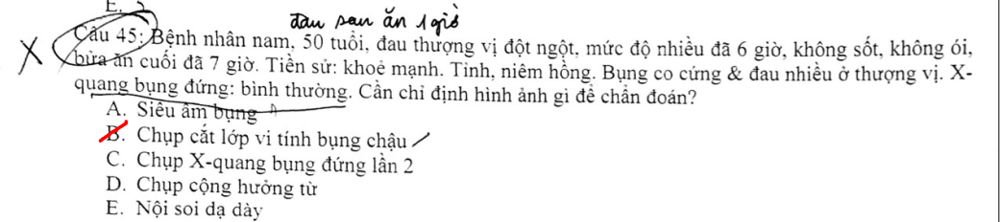 E.
đau sau ăn 1 giờ
X Câu 45: Bệnh nhân nam, 50 tuổi, đau thượng vị đột ngột, mức độ nhiều đã 6 giờ, không sốt, không ói,
bữa ăn cuối đã 7 giờ. Tiền sử: khoẻ mạnh. Tỉnh, niêm hồng. Bụng co cứng & đau nhiều ở thượng vị. X-
quang bụng đứng: bình thường. Cần chỉ định hình ảnh gì để chẩn đoán?
A. Siêu âm bụng
B. Chụp cắt lớp vi tính bụng chậu
C. Chụp X-quang bụng đứng lần 2
D. Chụp cộng hưởng từ
E. Nội soi dạ dày